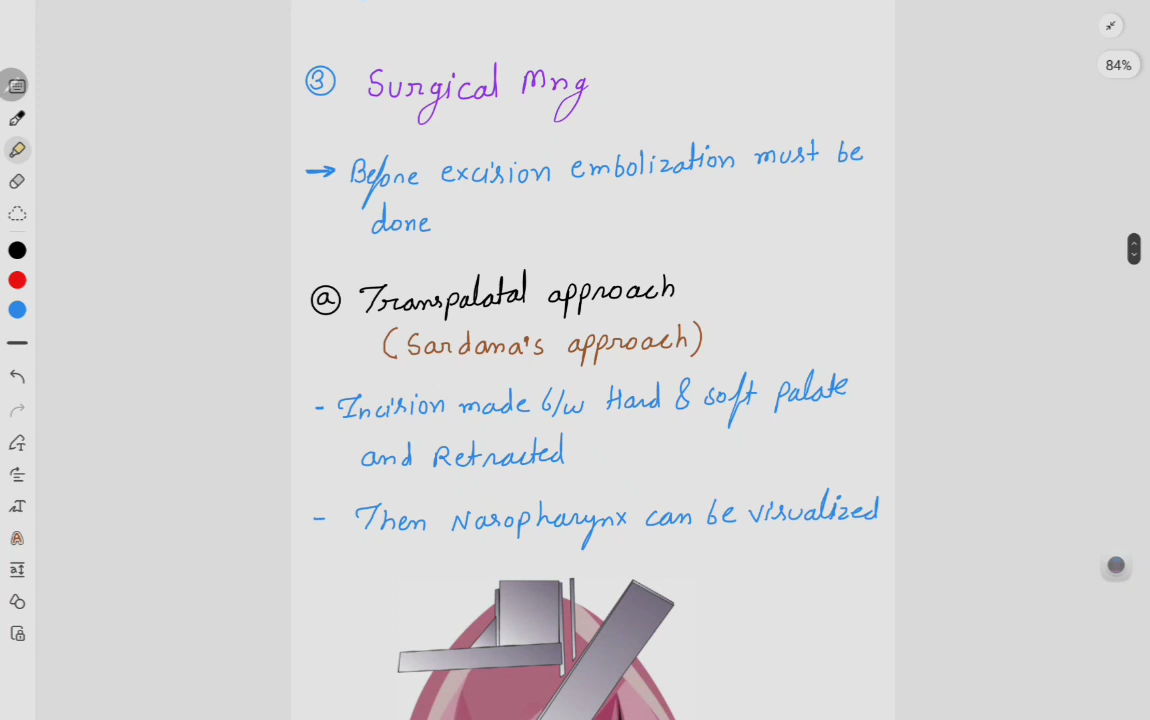 84%
③ Surgical Mng
→ Before excision embolization must be
done
ⓐ Transpalatal approach
(Sardana's approach)
- Incision made b/w Hard & soft palate
and Retracted
- Then Nasopharynx can be visualized